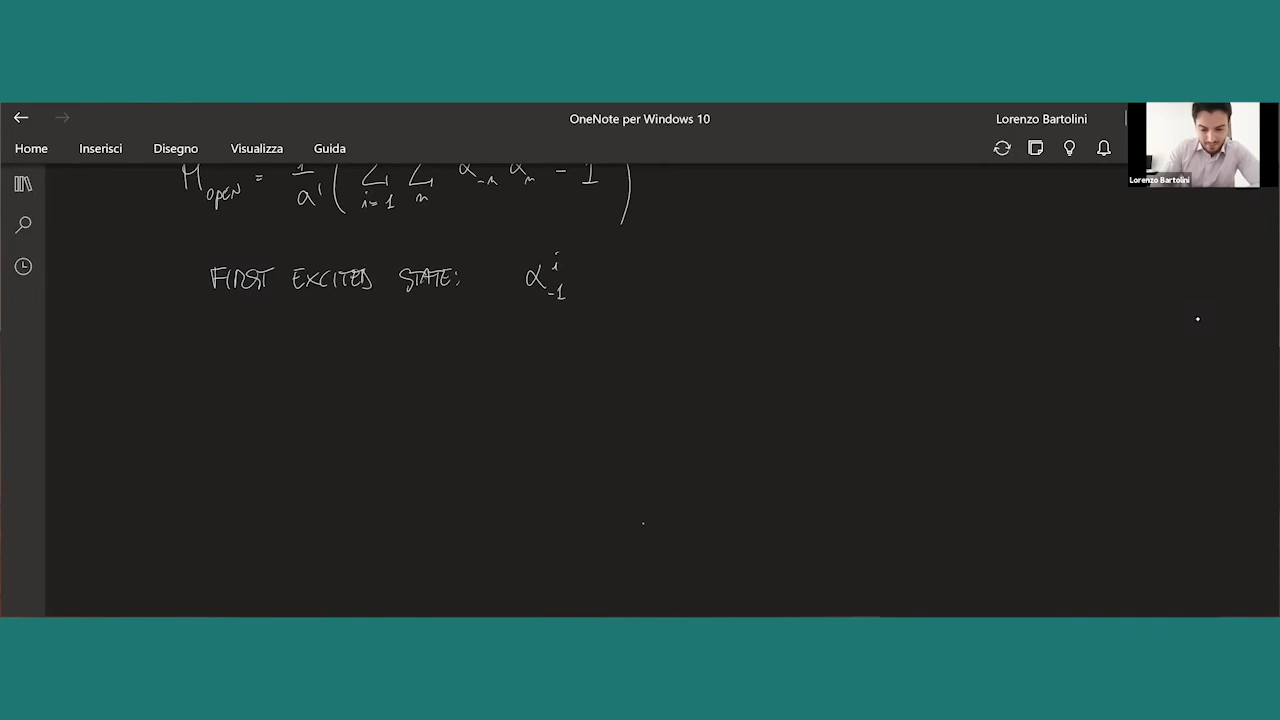 OneNote per Windows 10
Lorenzo Bartolini
Home Inserisci Disegno Visualizza Guida
Lorenzo Bartolini
M_OPEN = 1/α' ( Σ_{i=1} Σ_n α_{-n} α_n - 1 )
FIRST EXCITED STATE: α^i_{-1}